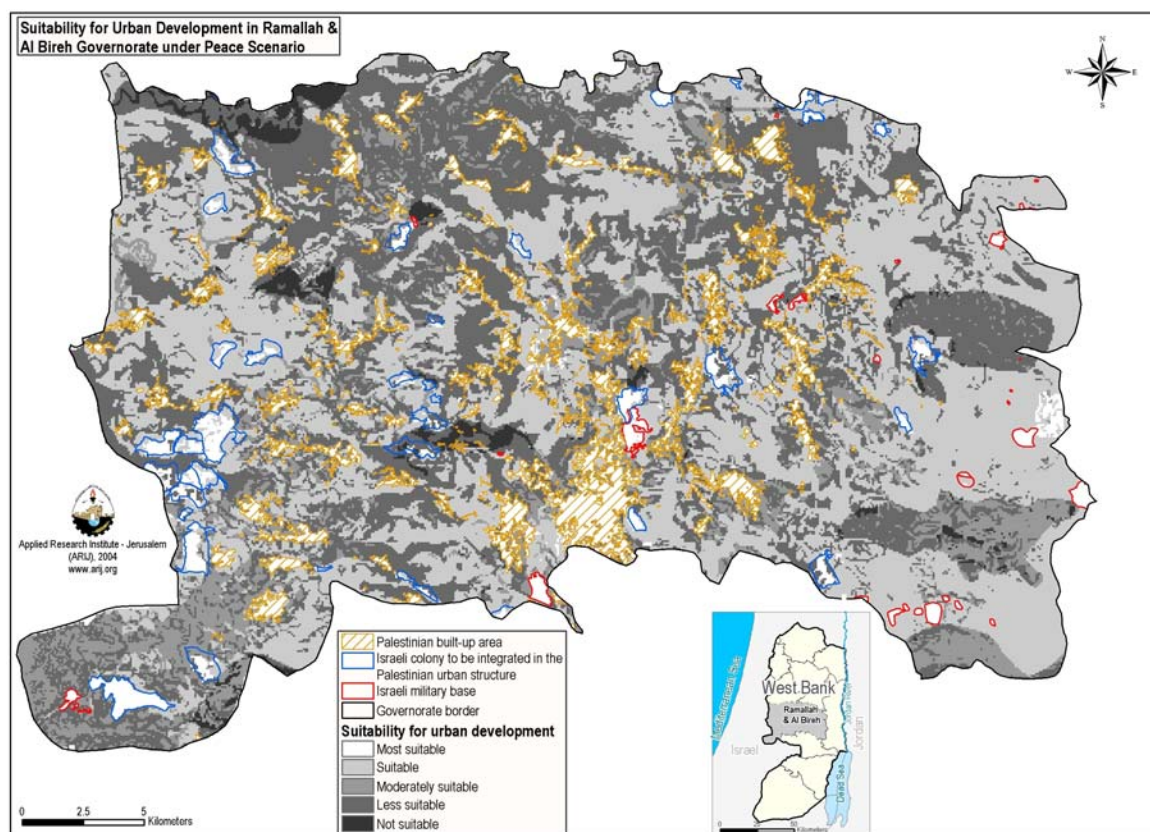 Suitability for Urban Development in Ramallah &
Al Bireh Governorate under Peace Scenario
N
W
E
S
Applied Research Institute - Jerusalem
(ARIJ), 2004
www.arij.org
Palestinian built-up area
Israeli colony to be integrated in the
Palestinian urban structure
Israeli military base
Governorate border
Suitability for urban development
Most suitable
Suitable
Moderately suitable
Less suitable
Not suitable
0 2.5 5
Kilometers
Mediterranean Sea
West Bank
Ramallah
& Al Bireh
Israel
Jordan
Dead Sea
Kilometers